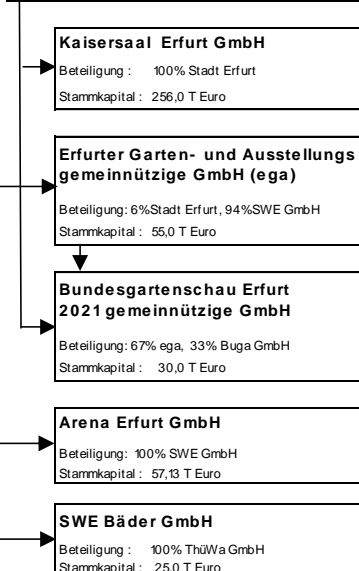 Kaisersaal Erfurt GmbH
Beteiligung : 100% Stadt Erfurt
Stammkapital : 256,0 T Euro
Erfurter Garten- und Ausstellungs
gemeinnützige GmbH (ega)
Beteiligung: 6%Stadt Erfurt, 94%SWE GmbH
Stammkapital : 55,0 T Euro
Bundesgartenschau Erfurt
2021 gemeinnützige GmbH
Beteiligung: 67% ega, 33% Buga GmbH
Stammkapital : 30,0 T Euro
Arena Erfurt GmbH
Beteiligung: 100% SWE GmbH
Stammkapital : 57,13 T Euro
SWE Bäder GmbH
Beteiligung : 100% ThüWa GmbH
Stammkapital : 25,0 T Euro